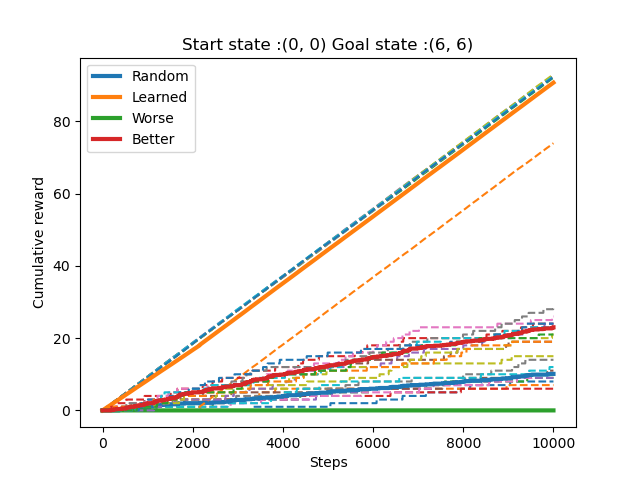 Start state :(0, 0) Goal state :(6, 6)
Random
Learned
Worse
Better
Cumulative reward
80
60
40
20
0
0 2000 4000 6000 8000 10000
Steps